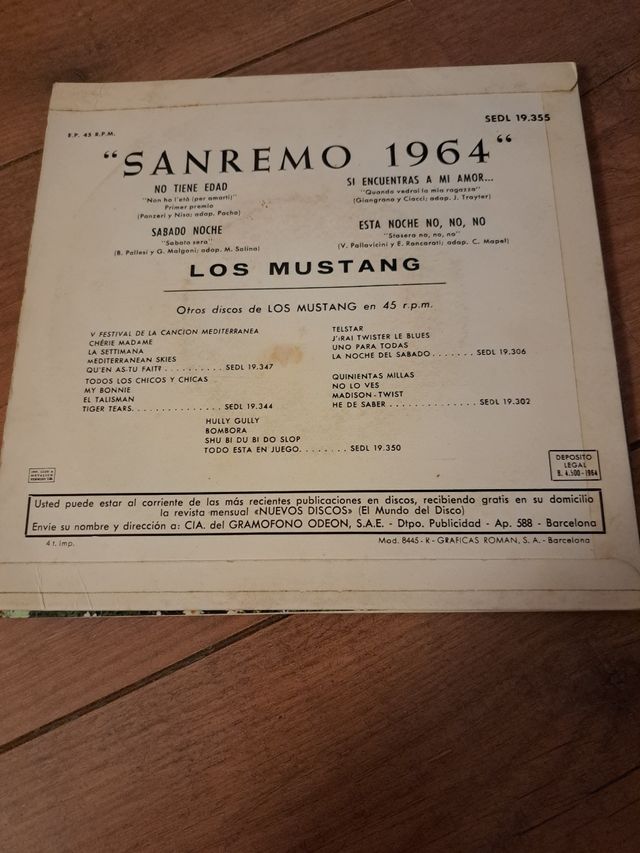 SEDL 19.355
E.P. 45 R.P.M.
"SANREMO 1964"
NO TIENE EDAD
"Non ho l'età (per amarti)"
Primer premio
(Panzeri y Nisa; adap. Pacho)
SI ENCUENTRAS A MI AMOR...
"Quando vedrai la mia ragazza"
(Giangrano y Ciacci; adap. J. Trayter)
SABADO NOCHE
"Sabato sera"
(B. Pallesi y G. Malgoni; adap. M. Salina)
ESTA NOCHE NO, NO, NO
"Stasera no, no, no"
(V. Pallavicini y E. Roncarati; adap. C. Mapel)
LOS MUSTANG
Otros discos de LOS MUSTANG en 45 r.p.m.
V FESTIVAL DE LA CANCION MEDITERRANEA
CHÉRIE MADAME
LA SETTIMANA
MEDITERRANEAN SKIES
QU'EN AS-TU FAIT? .......... SEDL 19.347
TODOS LOS CHICOS Y CHICAS
MY BONNIE
EL TALISMAN
TIGER TEARS. ............. SEDL 19.344
TELSTAR
J'IRAI TWISTER LE BLUES
UNO PARA TODAS
LA NOCHE DEL SABADO ....... SEDL 19.306
QUINIENTAS MILLAS
NO LO VES
MADISON-TWIST
HE DE SABER .............. SEDL 19.302
HULLY GULLY
BOMBORA
SHU BI DU BI DO SLOP
TODO ESTA EN JUEGO. ....... SEDL 19.350
DEPOSITO
LEGAL
B. 4.500-1964
Usted puede estar al corriente de las más recientes publicaciones en discos, recibiendo gratis en su domicilio
la revista mensual «NUEVOS DISCOS» (El Mundo del Disco)
Envie su nombre y dirección a: CIA. del GRAMOFONO ODEON, S.A.E. - Dtpo. Publicidad - Ap. 588 - Barcelona
4 t. imp.
Mod. 8445 - R - GRAFICAS ROMAN, S. A. - Barcelona